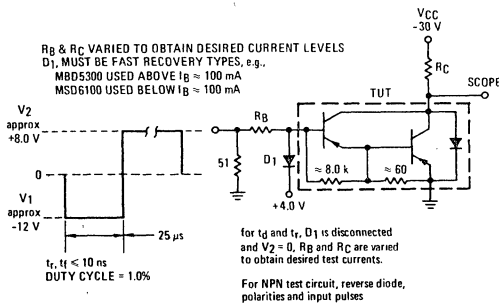 RB & RC VARIED TO OBTAIN DESIRED CURRENT LEVELS
D1, MUST BE FAST RECOVERY TYPES, e.g.,
MBD5300 USED ABOVE IB ≈ 100 mA
MSD6100 USED BELOW IB ≈ 100 mA
VCC
-30 V
RC
SCOPE
TUT
V2
approx
+8.0 V
0
V1
approx
-12 V
25 µs
tr, tf ≤ 10 ns
DUTY CYCLE = 1.0%
RB
51
D1
+4.0 V
≈ 8.0 k
≈ 60
for td and tr, D1 is disconnected
and V2 = 0, RB and RC are varied
to obtain desired test currents.
For NPN test circuit, reverse diode,
polarities and input pulses